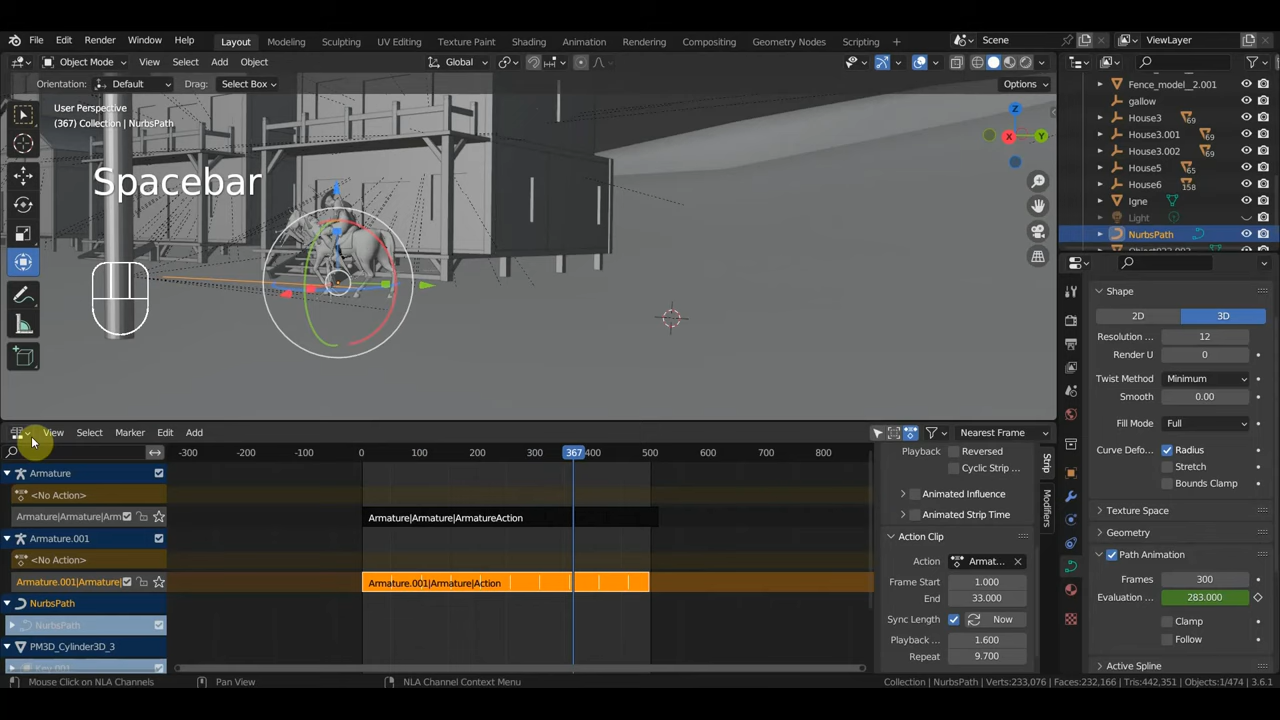 File Edit Render Window Help Layout Modeling Sculpting UV Editing Texture Paint Shading Animation Rendering Compositing Geometry Nodes Scripting + Scene ViewLayer
Object Mode View Select Add Object Global
Orientation: Default Drag: Select Box Options
User Perspective
(367) Collection | NurbsPath
Spacebar
X Y Z
Fence_model__2.001
gallow
House3 69
House3.001 69
House3.002 69
House5 65
House6 158
Igne
Light
NurbsPath
Shape
2D 3D
Resolution ... 12
Render U 0
Twist Method Minimum
Smooth 0.00
Fill Mode Full
Curve Defo... Radius
Stretch
Bounds Clamp
Texture Space
Geometry
Path Animation
Frames 300
Evaluation ... 283.000
Clamp
Follow
Active Spline
View Select Marker Edit Add Nearest Frame
-300 -200 -100 0 100 200 300 367 400 500 600 700 800
Armature
<No Action>
Armature|Armature|Arm Armature|Armature|ArmatureAction
Armature.001
<No Action>
Armature.001|Armature| Armature.001|Armature|Action
NurbsPath
NurbsPath
PM3D_Cylinder3D_3
Key.001
Playback Reversed
Cyclic Strip ...
Animated Influence
Animated Strip Time
Action Clip
Action Armat...
Frame Start 1.000
End 33.000
Sync Length Now
Playback ... 1.600
Repeat 9.700
Strip
Modifiers
Mouse Click on NLA Channels Pan View NLA Channel Context Menu Collection | NurbsPath | Verts:233,076 | Faces:232,166 | Tris:442,351 | Objects:1/474 | 3.6.1